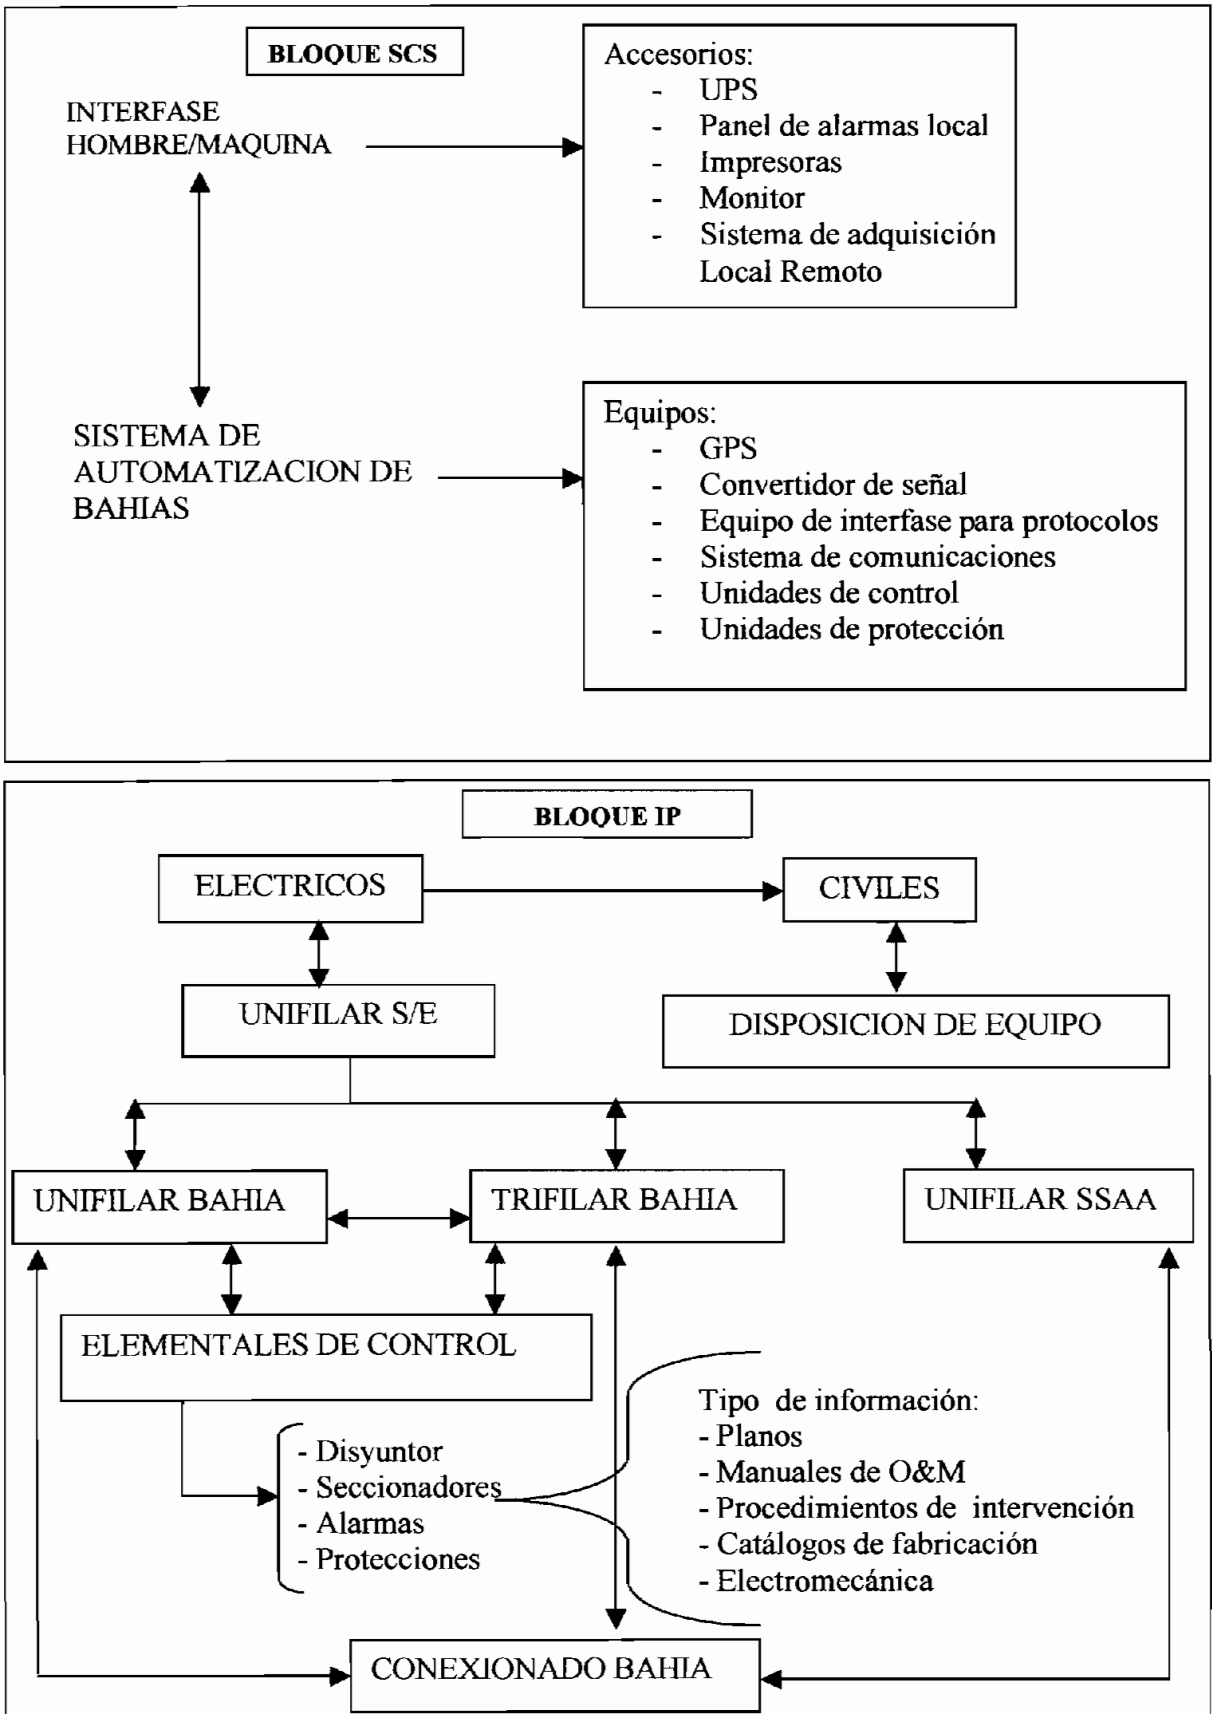 BLOQUE SCS
INTERFASE
HOMBRE/MAQUINA
Accesorios:
- UPS
- Panel de alarmas local
- Impresoras
- Monitor
- Sistema de adquisición
Local Remoto
SISTEMA DE
AUTOMATIZACION DE
BAHIAS
Equipos:
- GPS
- Convertidor de señal
- Equipo de interfase para protocolos
- Sistema de comunicaciones
- Unidades de control
- Unidades de protección
BLOQUE IP
ELECTRICOS
CIVILES
UNIFILAR S/E
DISPOSICION DE EQUIPO
UNIFILAR BAHIA
TRIFILAR BAHIA
UNIFILAR SSAA
ELEMENTALES DE CONTROL
- Disyuntor
- Seccionadores
- Alarmas
- Protecciones
Tipo de información:
- Planos
- Manuales de O&M
- Procedimientos de intervención
- Catálogos de fabricación
- Electromecánica
CONEXIONADO BAHIA